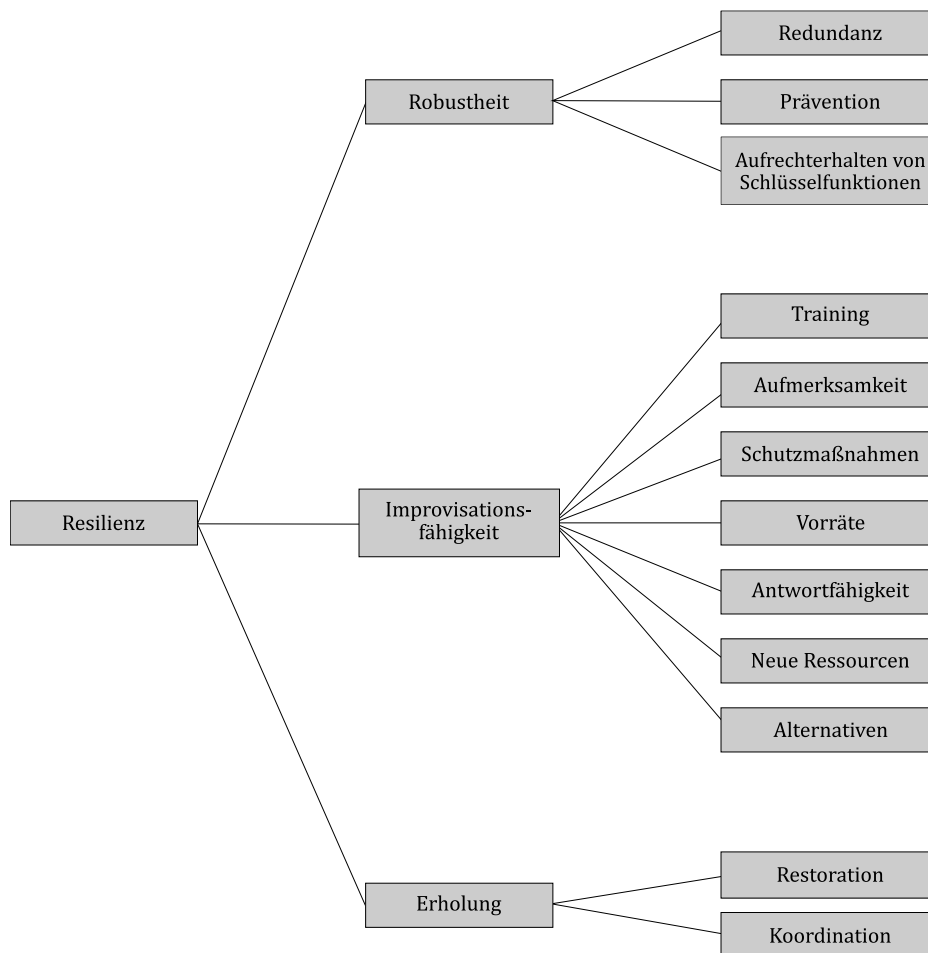 Redundanz
Robustheit
Prävention
Aufrechterhalten von
Schlüsselfunktionen
Training
Aufmerksamkeit
Schutzmaßnahmen
Resilienz
Improvisations-
fähigkeit
Vorräte
Antwortfähigkeit
Neue Ressourcen
Alternativen
Restoration
Erholung
Koordination